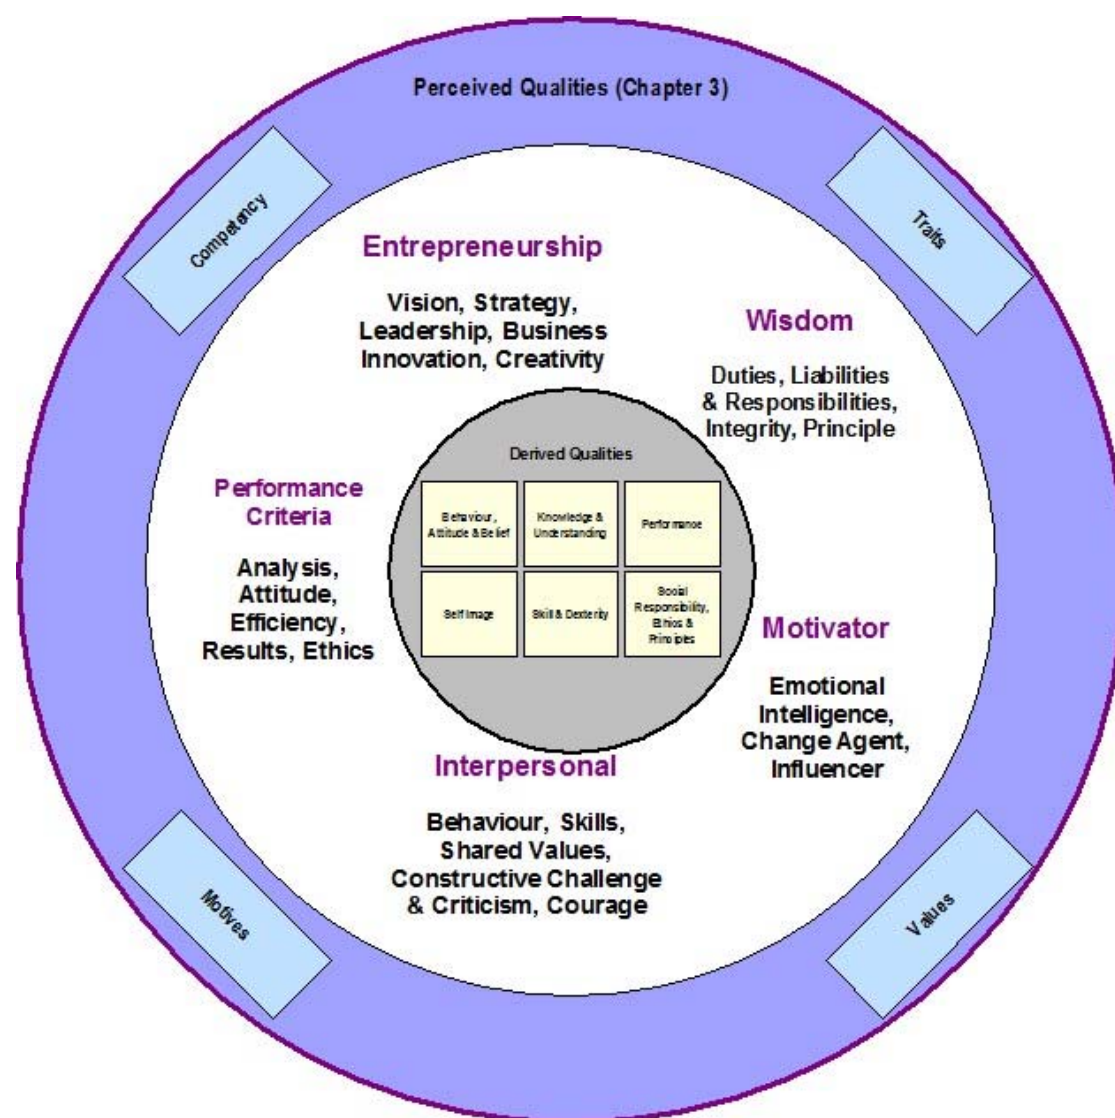 Perceived Qualities (Chapter 3)
Competency
Traits
Entrepreneurship
Vision, Strategy,
Leadership, Business
Innovation, Creativity
Wisdom
Duties, Liabilities
& Responsibilities,
Integrity, Principle
Derived Qualities
Behaviour,
Attitude & Belief
Knowledge &
Understanding
Performance
Self Image
Skill & Dexterity
Social
Responsibility,
Ethics &
Principles
Performance
Criteria
Analysis,
Attitude,
Efficiency,
Results, Ethics
Motivator
Emotional
Intelligence,
Change Agent,
Influencer
Interpersonal
Behaviour, Skills,
Shared Values,
Constructive Challenge
& Criticism, Courage
Motives
Values